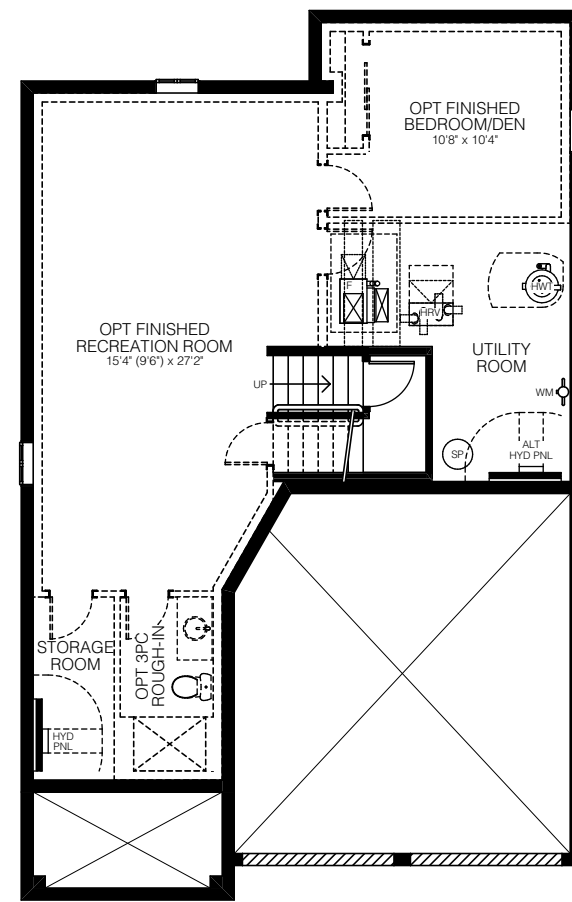 OPT FINISHED
BEDROOM/DEN
10'8" x 10'4"
F
HRV
HWT
OPT FINISHED
RECREATION ROOM
15'4" (9'6") x 27'2"
UTILITY
ROOM
UP
WM
SP
ALT
HYD PNL
STORAGE
ROOM
OPT 3PC
ROUGH-IN
HYD
PNL